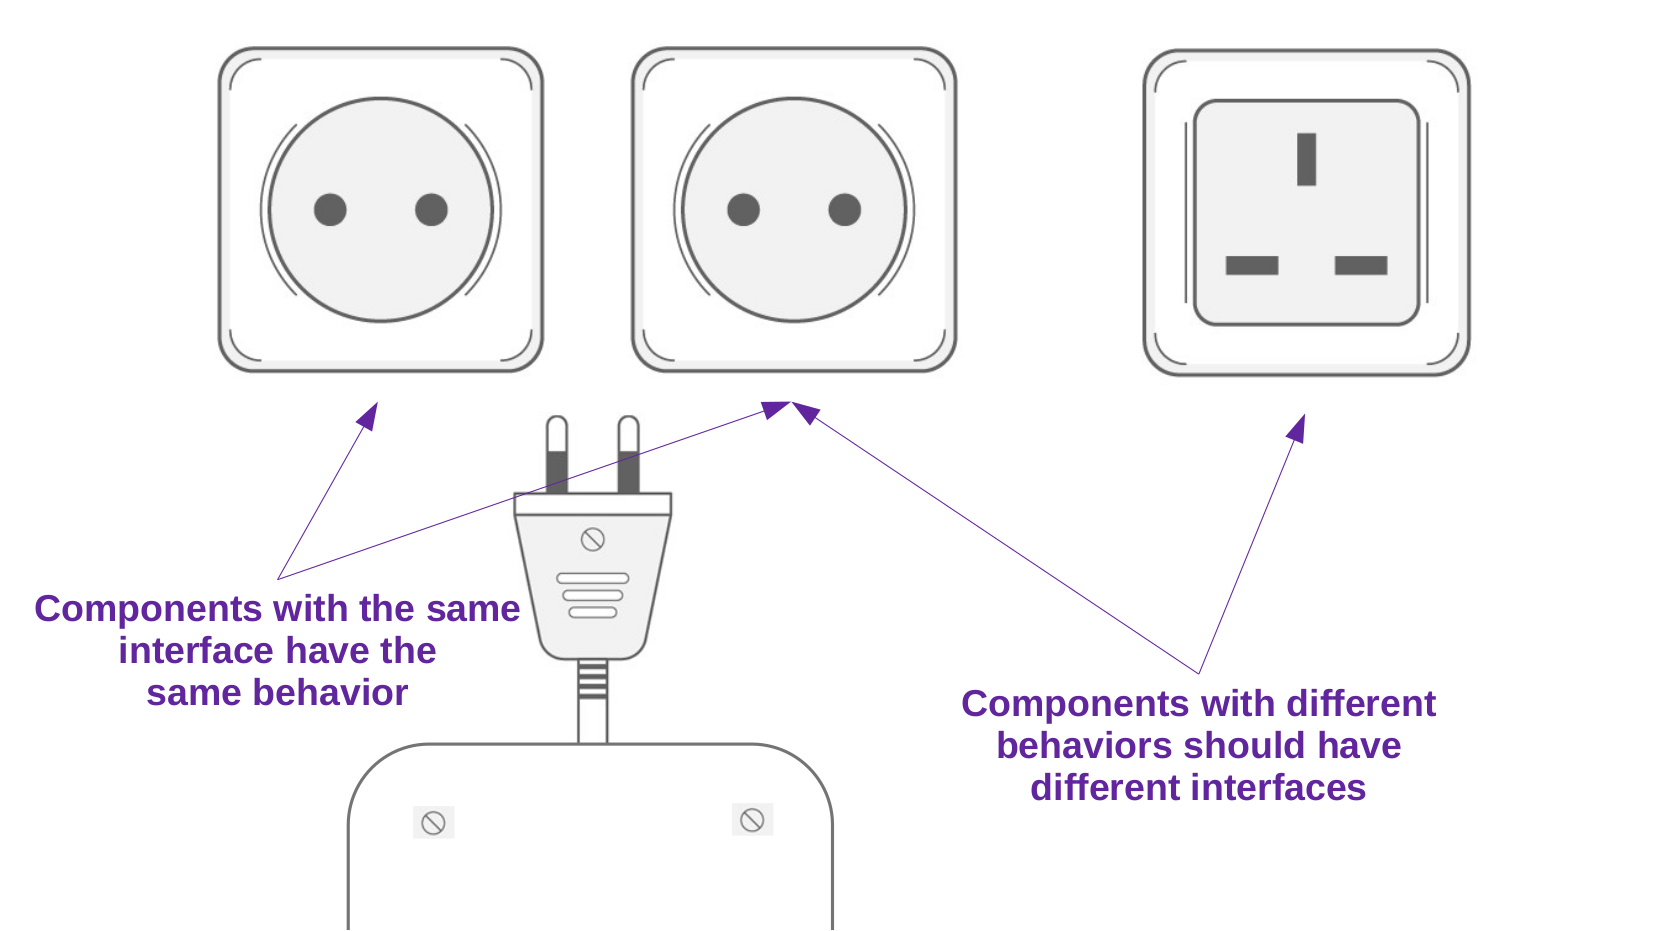 Components with the same
interface have the
same behavior
Components with different
behaviors should have
different interfaces